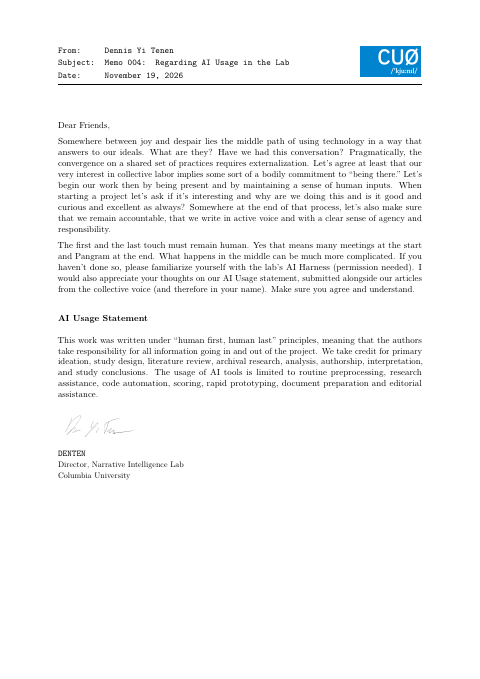 From: Dennis Yi Tenen
Subject: Memo 004: Regarding AI Usage in the Lab
Date: November 19, 2026
CUØ
/ˈkjuːnl/
Dear Friends,
Somewhere between joy and despair lies the middle path of using technology in a way that
answers to our ideals. What are they? Have we had this conversation? Pragmatically, the
convergence on a shared set of practices requires externalization. Let's agree at least that our
very interest in collective labor implies some sort of a bodily commitment to “being there.” Let's
begin our work then by being present and by maintaining a sense of human inputs. When
starting a project let's ask if it's interesting and why are we doing this and is it good and
curious and excellent as always? Somewhere at the end of that process, let's also make sure
that we remain accountable, that we write in active voice and with a clear sense of agency and
responsibility.
The first and the last touch must remain human. Yes that means many meetings at the start
and Pangram at the end. What happens in the middle can be much more complicated. If you
haven't done so, please familiarize yourself with the lab's AI Harness (permission needed). I
would also appreciate your thoughts on our AI Usage statement, submitted alongside our articles
from the collective voice (and therefore in your name). Make sure you agree and understand.
AI Usage Statement
This work was written under “human first, human last” principles, meaning that the authors
take responsibility for all information going in and out of the project. We take credit for primary
ideation, study design, literature review, archival research, analysis, authorship, interpretation,
and study conclusions. The usage of AI tools is limited to routine preprocessing, research
assistance, code automation, scoring, rapid prototyping, document preparation and editorial
assistance.
D Yi Ten
DENTEN
Director, Narrative Intelligence Lab
Columbia University